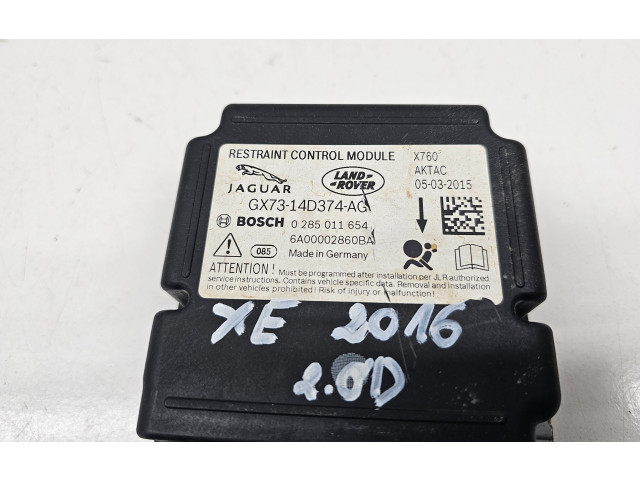 RESTRAINT CONTROL MODULE
X760
AKTAC
05-03-2015
JAGUAR
LAND-
ROVER
GX73-14D374-AG
BOSCH 0 285 011 654
6A00002860BA
085
Made in Germany
ATTENTION ! Must be programmed after installation per JLR authorized
service instructions. Contains vehicle specific data. Removal and Installation
in other vehicles prohibited ! Risk of injury or malfunction!
XE 2016
2.0D